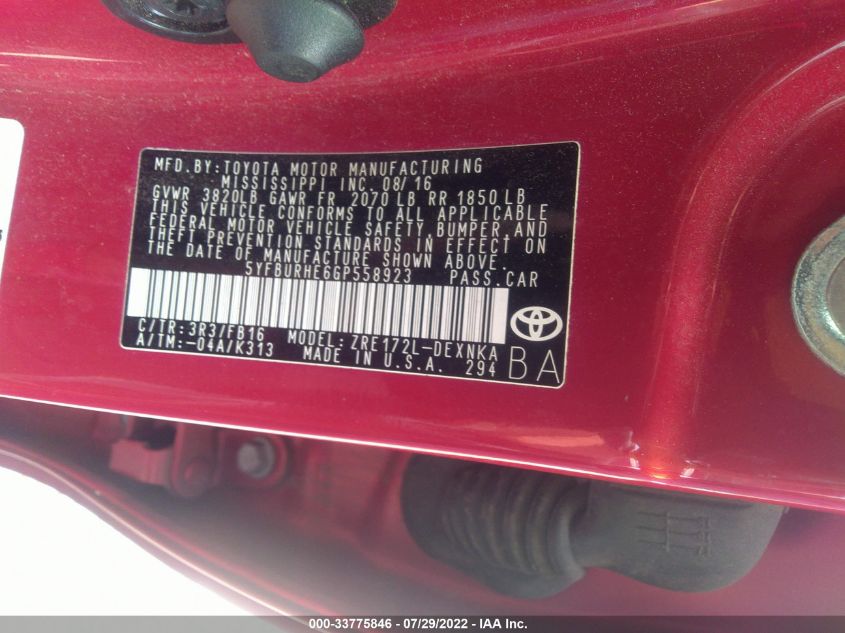 MFD. BY: TOYOTA MOTOR MANUFACTURING
MISSISSIPPI INC. 08/16
GVWR 3820LB GAWR FR 2070 LB RR 1850 LB
THIS VEHICLE CONFORMS TO ALL APPLICABLE
FEDERAL MOTOR VEHICLE SAFETY, BUMPER, AND
THEFT PREVENTION STANDARDS IN EFFECT ON
THE DATE OF MANUFACTURE SHOWN ABOVE.
5YFBURHE6GP558923 PASS. CAR
C/TR: 3R3/FB16 MODEL: ZRE172L-DEXNKA
A/TM: -04A/K313 MADE IN U.S.A. 294
BA
000-33775846 / 07/29/2022 - IAA Inc.